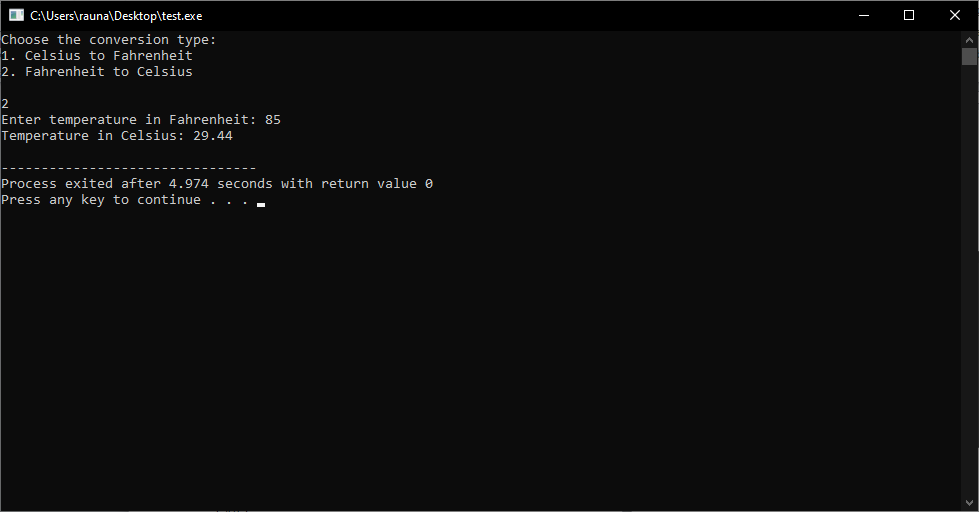 C:\Users\rauna\Desktop\test.exe
Choose the conversion type:
1. Celsius to Fahrenheit
2. Fahrenheit to Celsius
2
Enter temperature in Fahrenheit: 85
Temperature in Celsius: 29.44
--------------------------------
Process exited after 4.974 seconds with return value 0
Press any key to continue . . .